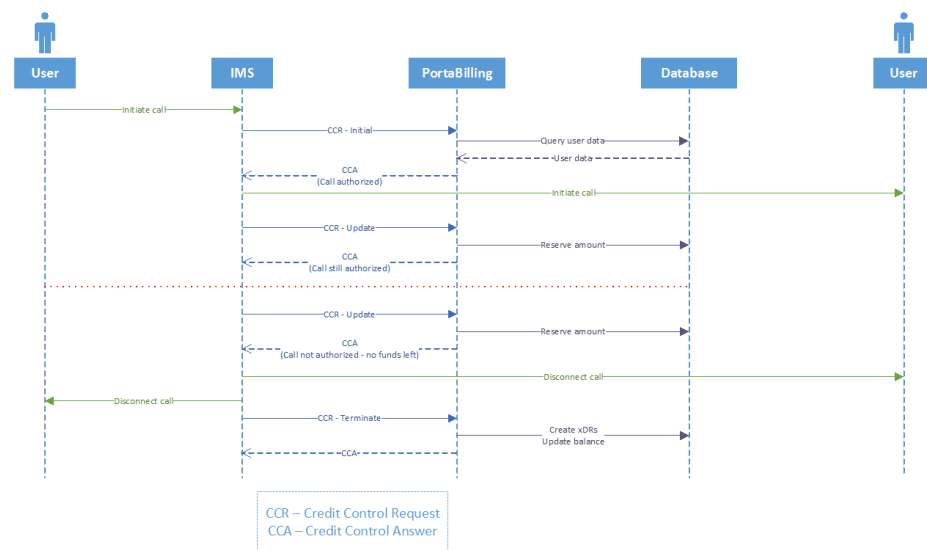 User
IMS
PortaBilling
Database
User
Initiate call
CCR - Initial
Query user data
User data
CCA
(Call authorized)
Initiate call
CCR - Update
Reserve amount
CCA
(Call still authorized)
CCR - Update
Reserve amount
CCA
(Call not authorized - no funds left)
Disconnect call
Disconnect call
CCR - Terminate
Create xDRs
Update balance
CCA
CCR – Credit Control Request
CCA – Credit Control Answer